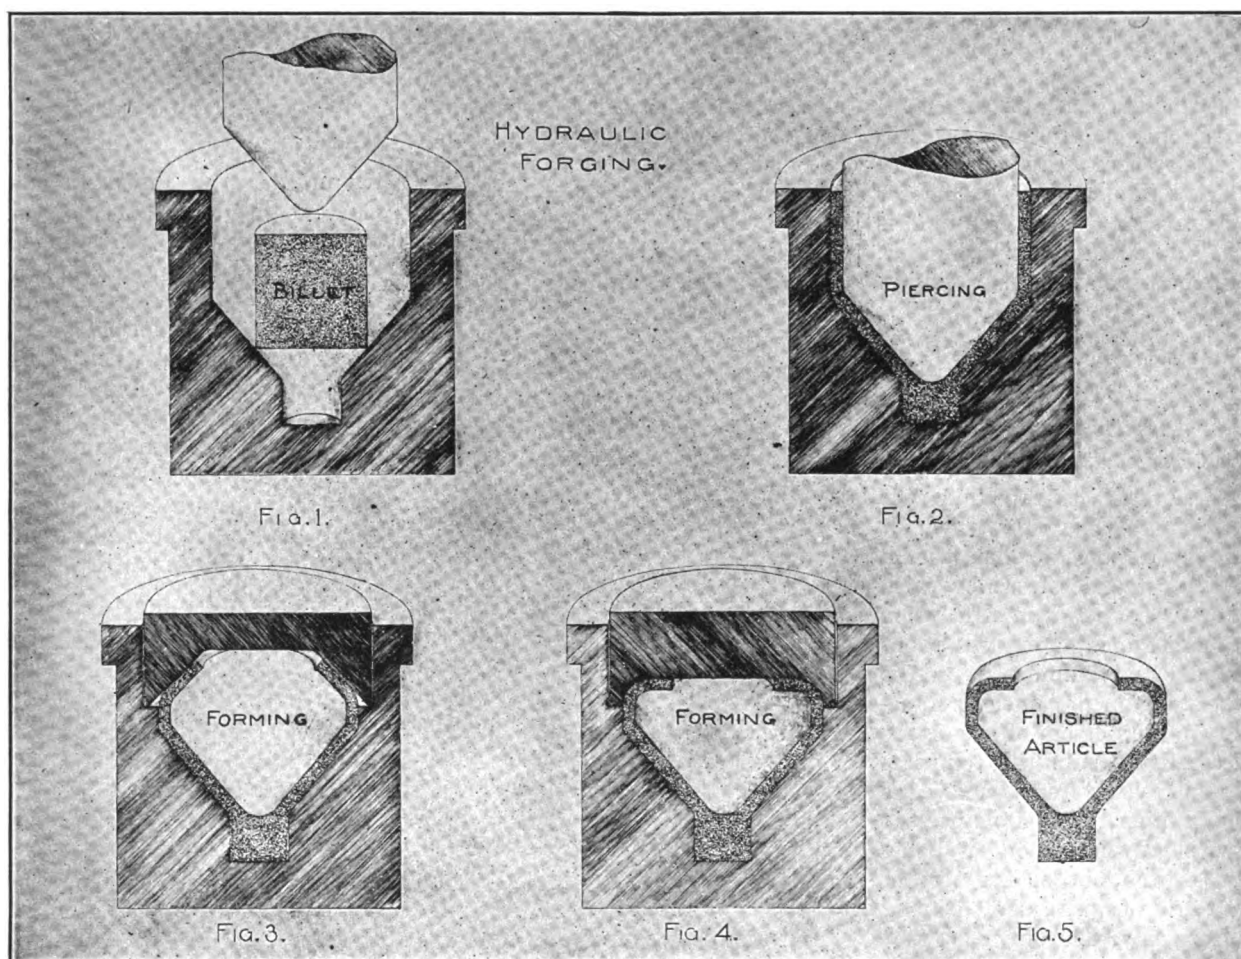 HYDRAULIC
FORGING.
BILLET
PIERCING
FIG. 1.
FIG. 2.
FORMING
FORMING
FINISHED
ARTICLE
FIG. 3.
FIG. 4.
FIG. 5.